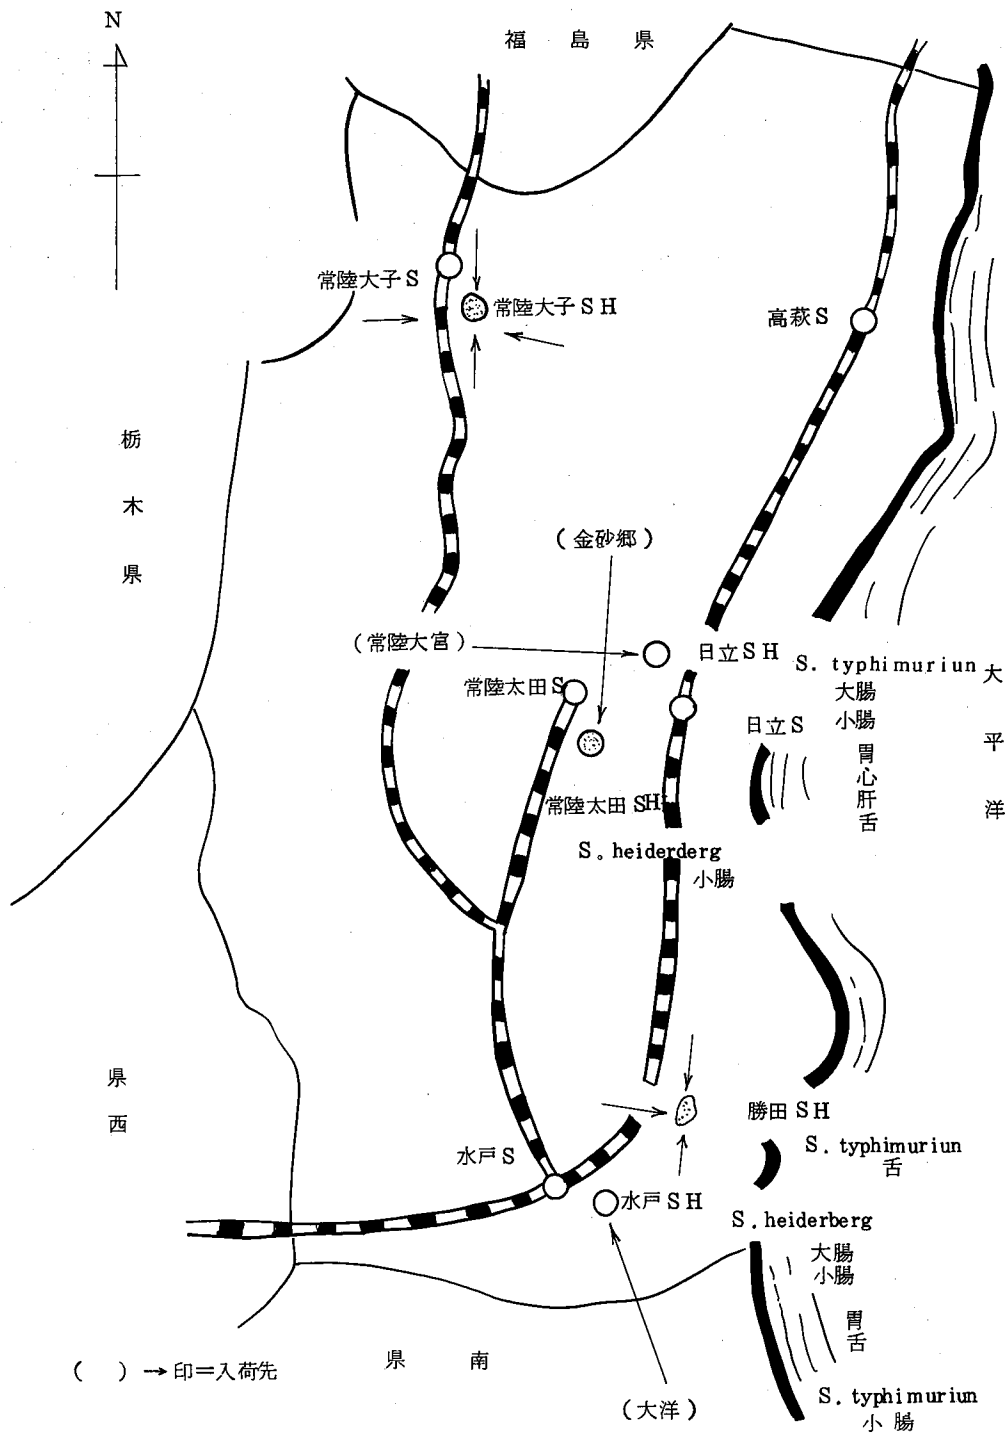 N
福島県
常陸大子S
常陸大子SH
高萩S
栃木県
(金砂郷)
(常陸大宮)
日立SH
S. typhimuriun
大腸
小腸
胃
心
肝
舌
大平洋
常陸太田S
日立S
常陸太田SH
S. heiderderg
小腸
県西
勝田SH
S. typhimuriun
舌
水戸S
水戸SH
S. heiderberg
大腸
小腸
胃
舌
県南
( )→印=入荷先
(大洋)
S. typhimuriun
小腸